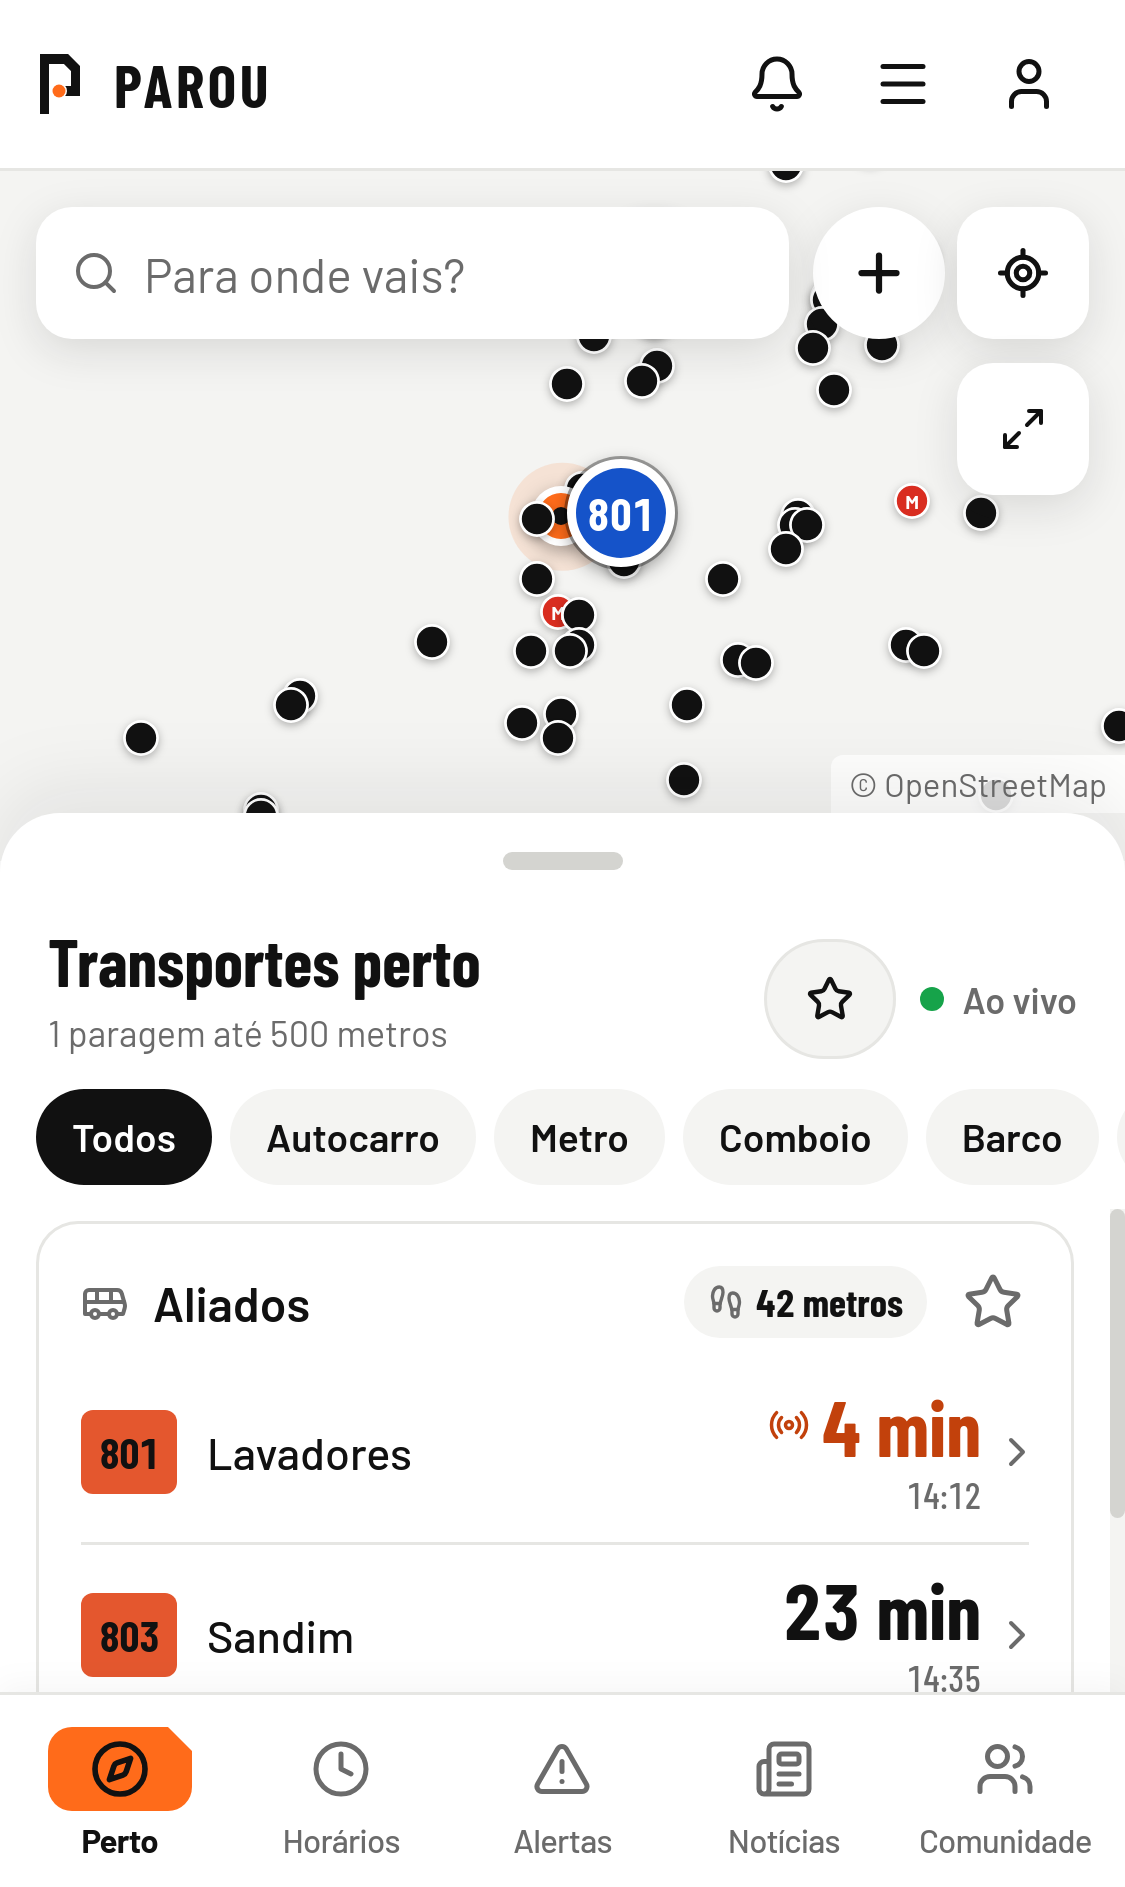 PAROU
Para onde vais?
801
M
M
© OpenStreetMap
Transportes perto
1 paragem até 500 metros
Ao vivo
Todos
Autocarro
Metro
Comboio
Barco
Aliados
42 metros
801
Lavadores
4 min
14:12
803
Sandim
23 min
14:35
Perto
Horários
Alertas
Notícias
Comunidade